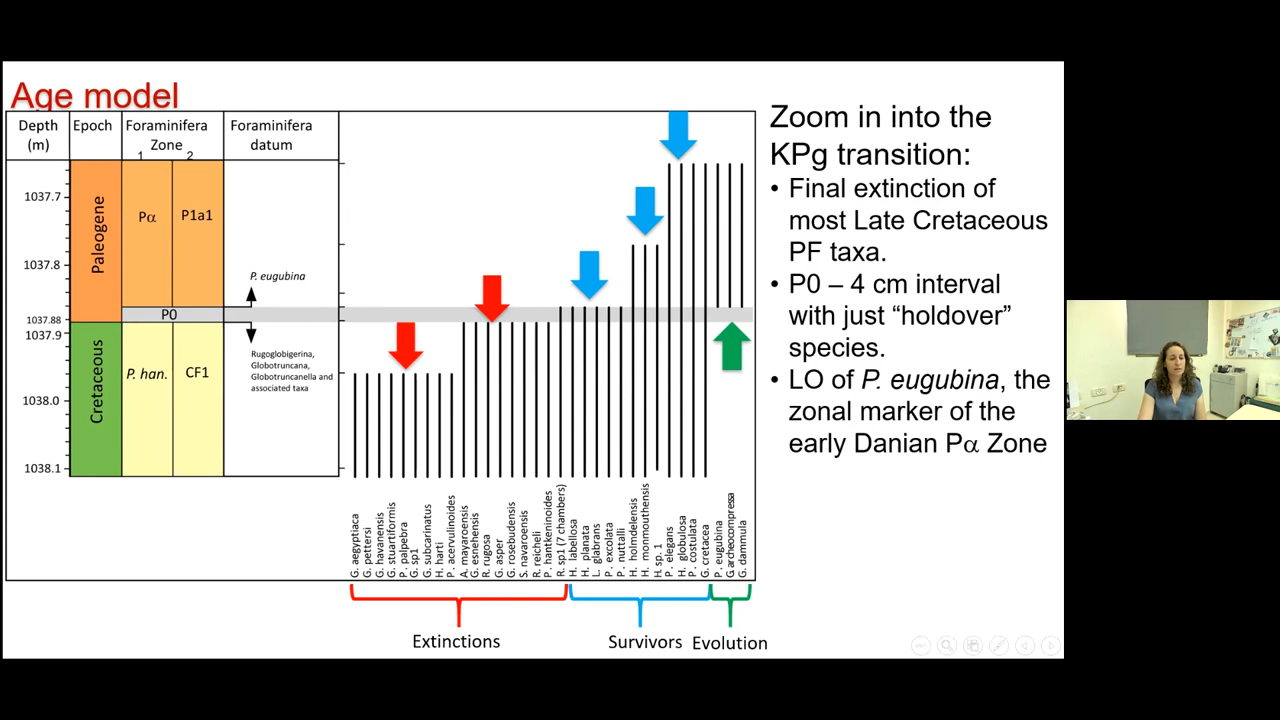 Age model
Depth
(m)
Epoch
Foraminifera
Zone
1
2
Foraminifera
datum
1037.7
1037.8
1037.88
1037.9
1038.0
1038.1
Paleogene
Cretaceous
Pα
P1a1
P0
P. han.
CF1
P. eugubina
Rugoglobigerina,
Globotruncana,
Globotruncanella and
associated taxa
G. aegyptiaca
G. pettersi
G. havanensis
G. stuartiformis
P. palpebra
G. sp1
G. subcarinatus
H. harti
P. acervulinoides
A. mayaroensis
G. esnehensis
R. rugosa
G. asper
G. rosebudensis
S. navaroensis
R. reicheli
P. hantkeninoides
R. sp1 (7 chambers)
H. labellosa
H. planata
L. glabrans
P. excolata
P. nuttalli
H. holmdelensis
H. monmouthensis
H. sp. 1
P. elegans
H. globulosa
P. costulata
G. cretacea
P. eugubina
G archeocompressa
G. dammula
Extinctions
Survivors
Evolution
Zoom in into the
KPg transition:
• Final extinction of
most Late Cretaceous
PF taxa.
• P0 – 4 cm interval
with just “holdover”
species.
• LO of P. eugubina, the
zonal marker of the
early Danian Pα Zone